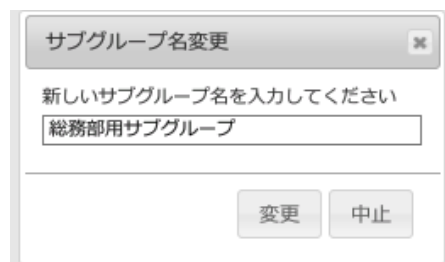 サブグループ名変更
新しいサブグループ名を入力してください
総務部用サブグループ
変更 中止